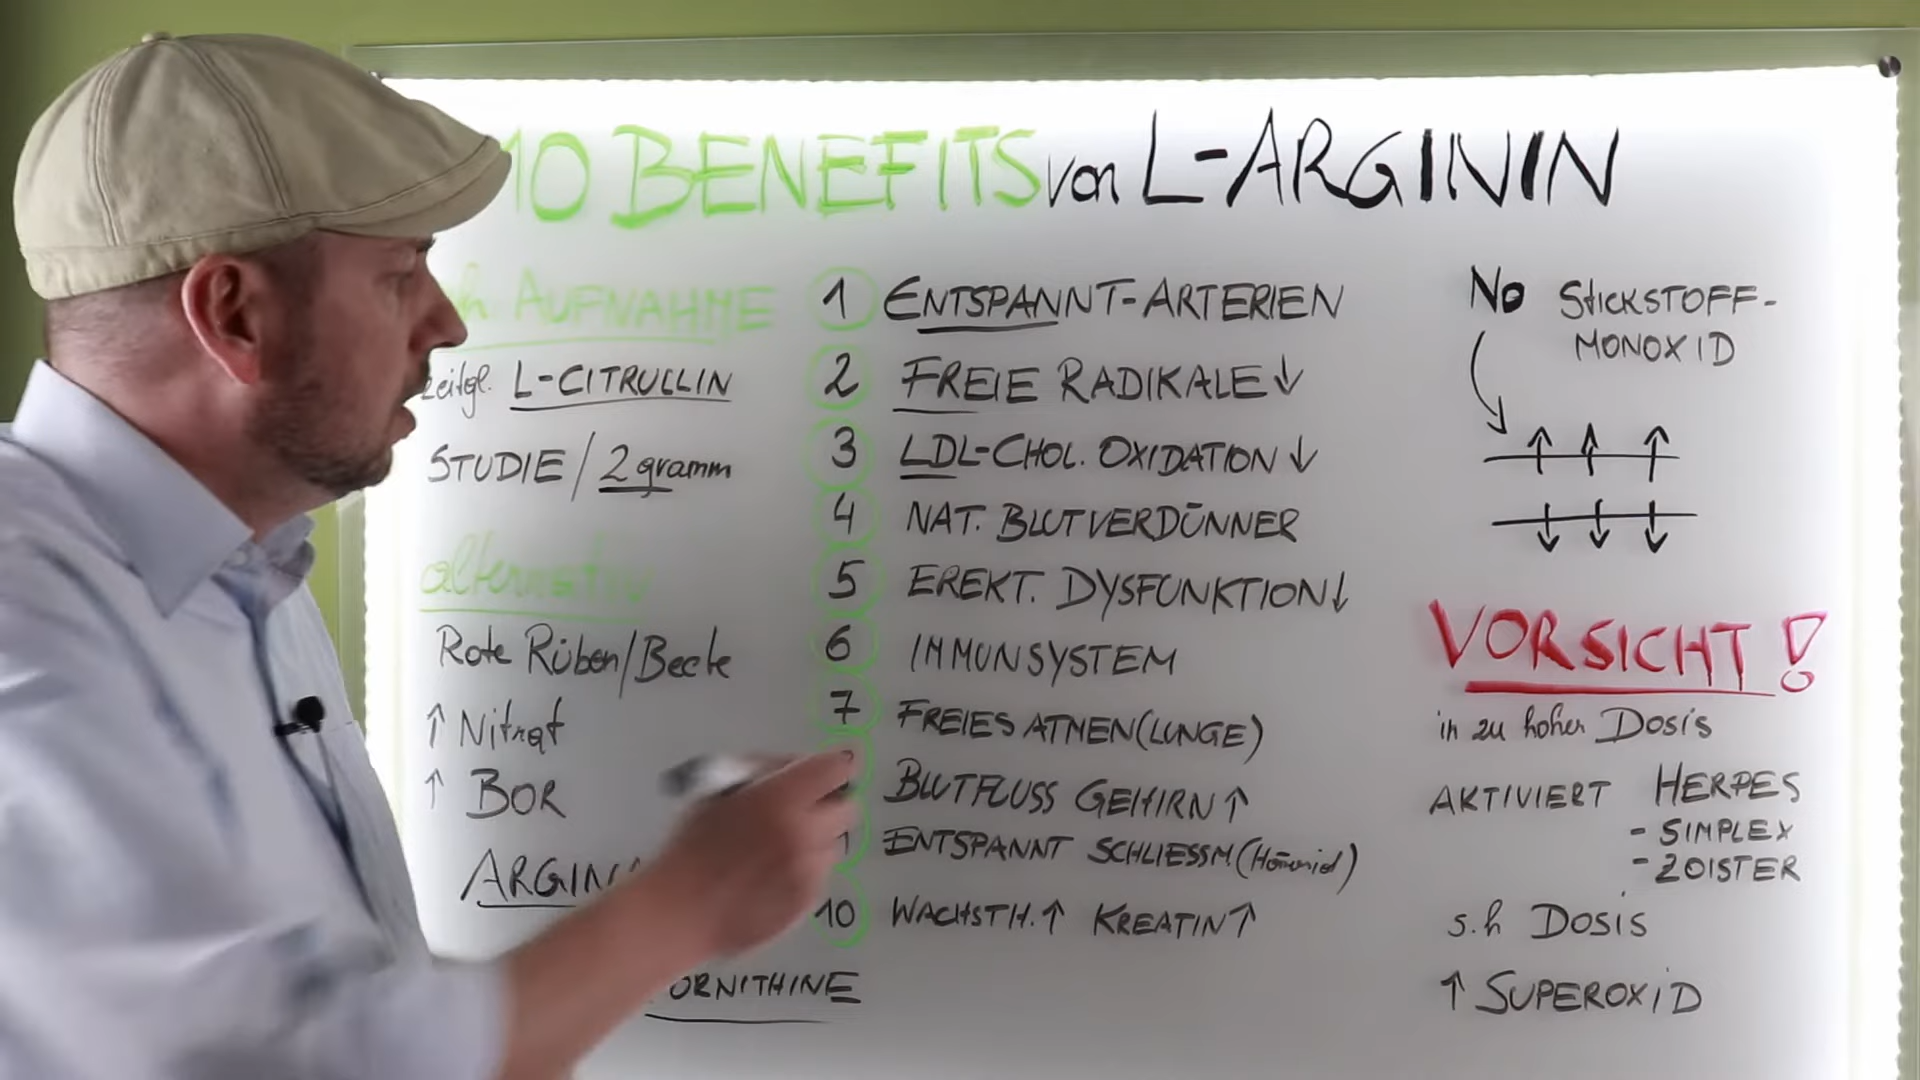 10 BENEFITS von L-ARGININ
AUFNAHME
zeitgl. L-CITRULLIN
STUDIE / 2 gramm
alternativ
Rote Rüben/Beete
↑ Nitrat
↑ BOR
ORNITHINE
1 ENTSPANNT-ARTERIEN
2 FREIE RADIKALE ↓
3 LDL-CHOL. OXIDATION ↓
4 NAT. BLUTVERDÜNNER
5 EREKT. DYSFUNKTION ↓
6 IMMUNSYSTEM
7 FREIES ATMEN (LUNGE)
BLUTFLUSS GEHIRN ↑
ENTSPANNT SCHLIESSM.
10 WACHSTH. ↑ KREATIN ↑
NO STICKSTOFF-
MONOXID
VORSICHT!
in zu hoher Dosis
AKTIVIERT HERPES
- SIMPLEX
- ZOISTER
s.h Dosis
↑ SUPEROXID